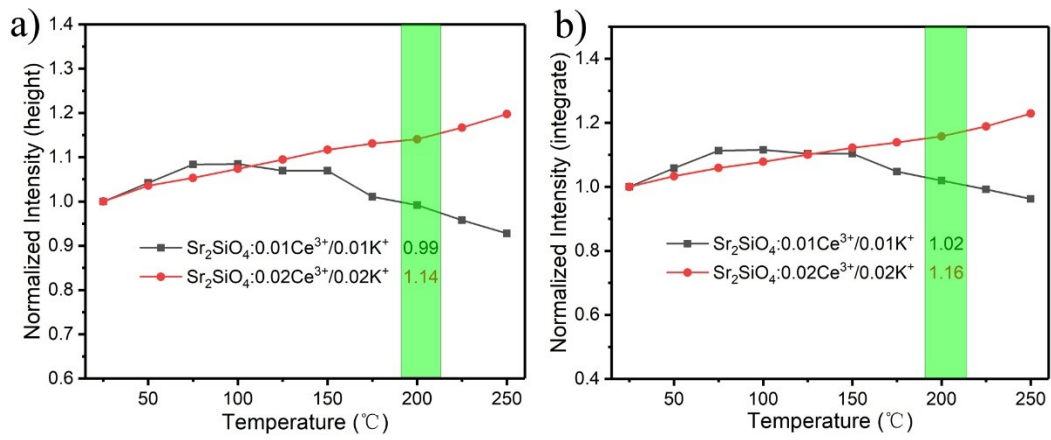 a)
Normalized Intensity (height)
1.4
1.3
1.2
1.1
1.0
0.9
0.8
0.7
0.6
Sr₂SiO₄:0.01Ce³⁺/0.01K⁺ 0.99
Sr₂SiO₄:0.02Ce³⁺/0.02K⁺ 1.14
50 100 150 200 250
Temperature (℃)
b)
Normalized Intensity (integrate)
1.4
1.2
1.0
0.8
0.6
0.4
Sr₂SiO₄:0.01Ce³⁺/0.01K⁺ 1.02
Sr₂SiO₄:0.02Ce³⁺/0.02K⁺ 1.16
50 100 150 200 250
Temperature (℃)